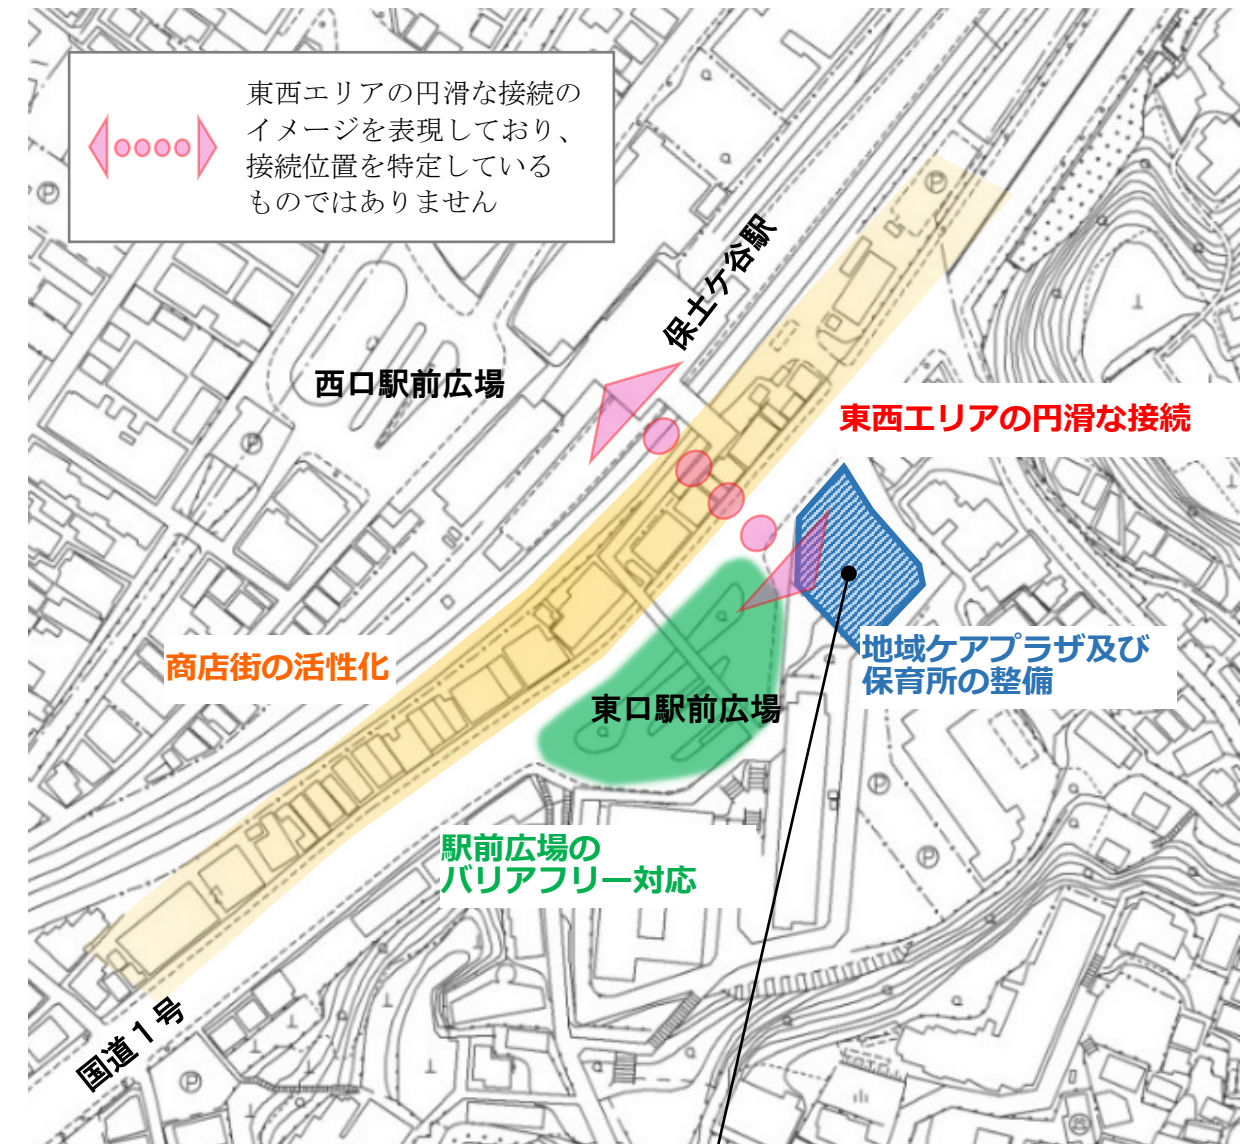 東西エリアの円滑な接続の
イメージを表現しており、
接続位置を特定している
ものではありません
保土ケ谷駅
西口駅前広場
東西エリアの円滑な接続
商店街の活性化
地域ケアプラザ及び
保育所の整備
東口駅前広場
駅前広場の
バリアフリー対応
国道1号